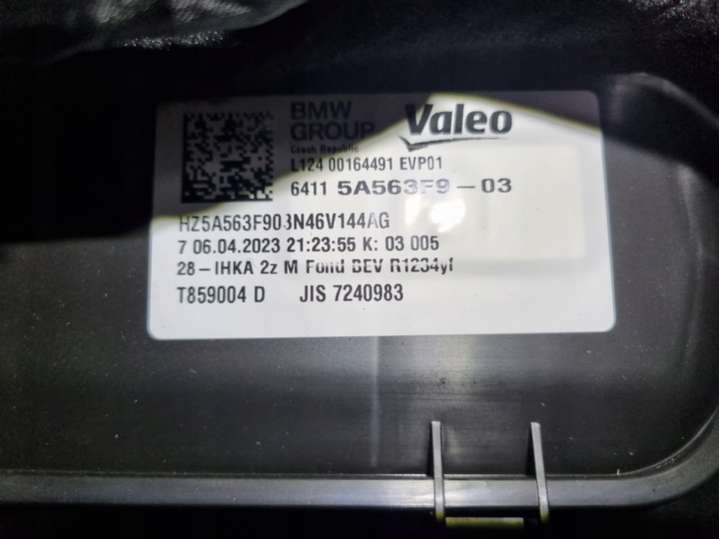 BMW
GROUP
Valeo
Czech Republic
L124 00164491 EVP01
6411 5A563F9-03
HZ5A563F903N46V144AG
7 06.04.2023 21:23:55 K: 03 005
28-IHKA 2z M Fond BEV R1234yf
T859004 D JIS 7240983